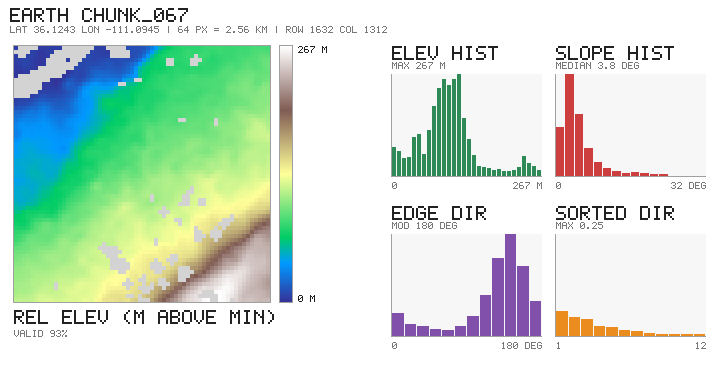 EARTH CHUNK_067
LAT 36.1243 LON -111.0945 | 64 PX = 2.56 KM | ROW 1632 COL 1312
267 M
0 M
REL ELEV (M ABOVE MIN)
VALID 93%
ELEV HIST
MAX 267 M
0 267 M
SLOPE HIST
MEDIAN 3.8 DEG
0 32 DEG
EDGE DIR
MOD 180 DEG
0 180 DEG
SORTED DIR
MAX 0.25
1 12